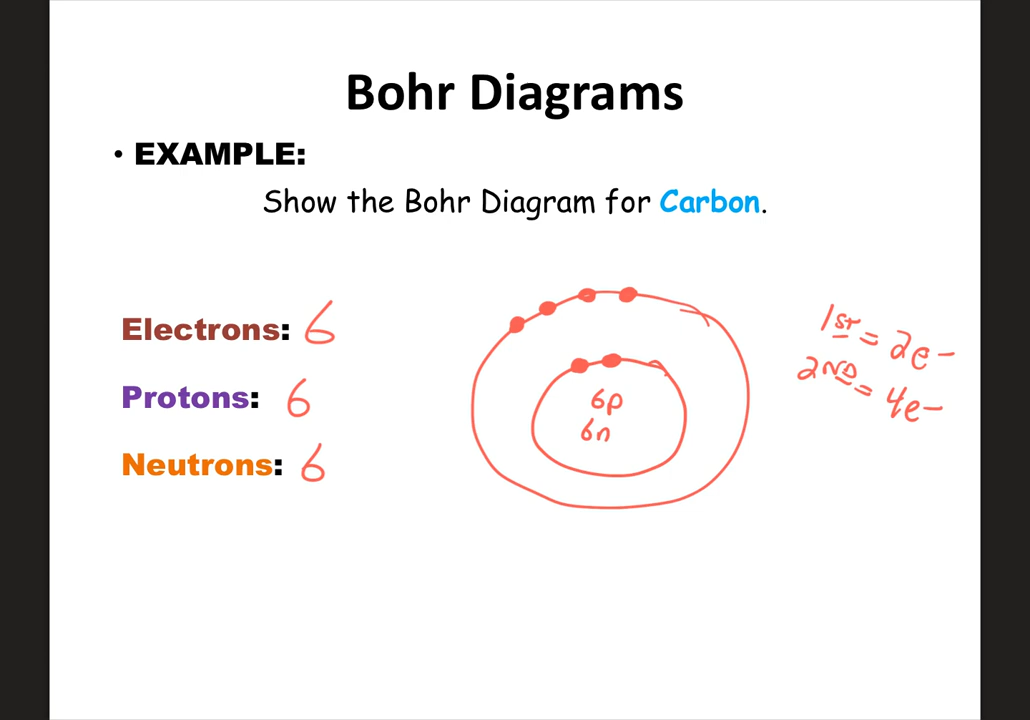 Bohr Diagrams
• EXAMPLE:
Show the Bohr Diagram for Carbon.
Electrons: 6
Protons: 6
Neutrons: 6
6p
6n
1st = 2e-
2ND = 4e-